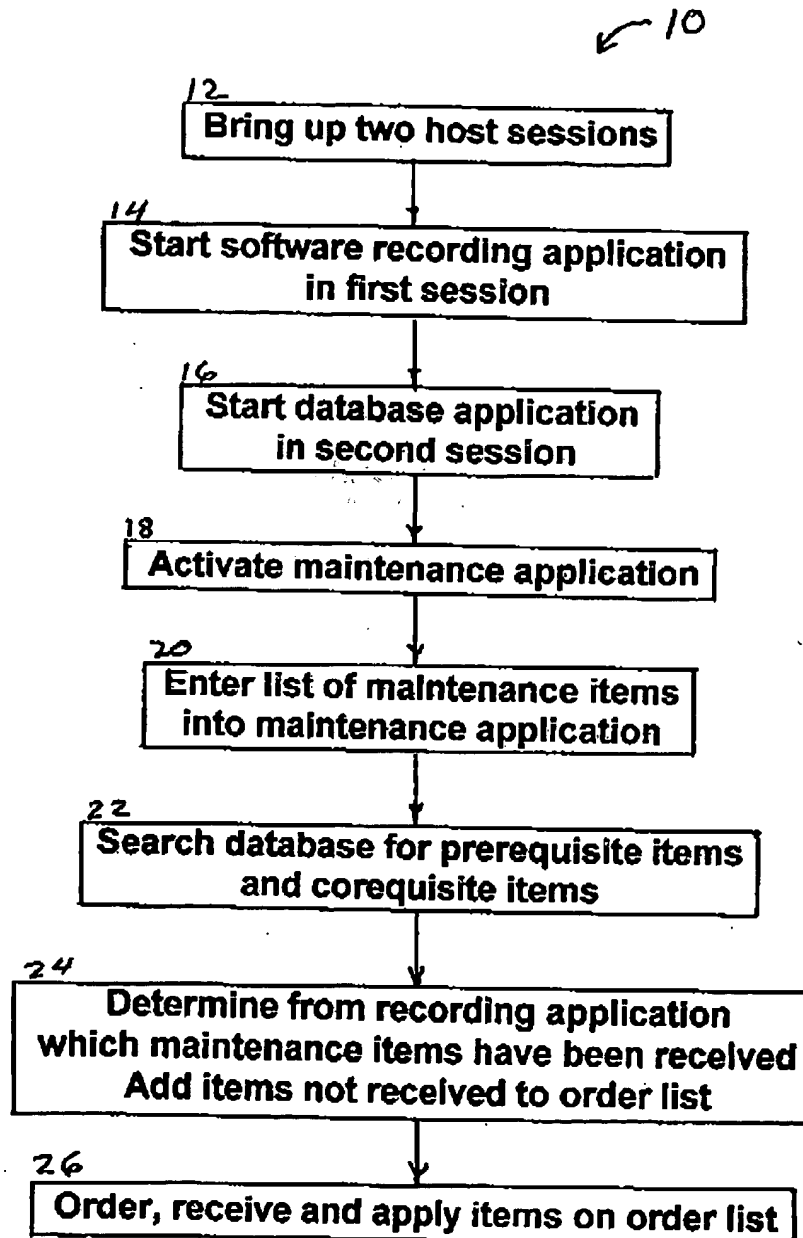 10
12
Bring up two host sessions
14
Start software recording application
in first session
16
Start database application
in second session
18
Activate maintenance application
20
Enter list of maintenance items
into maintenance application
22
Search database for prerequisite items
and corequisite items
24
Determine from recording application
which maintenance items have been received
Add items not received to order list
26
Order, receive and apply items on order list